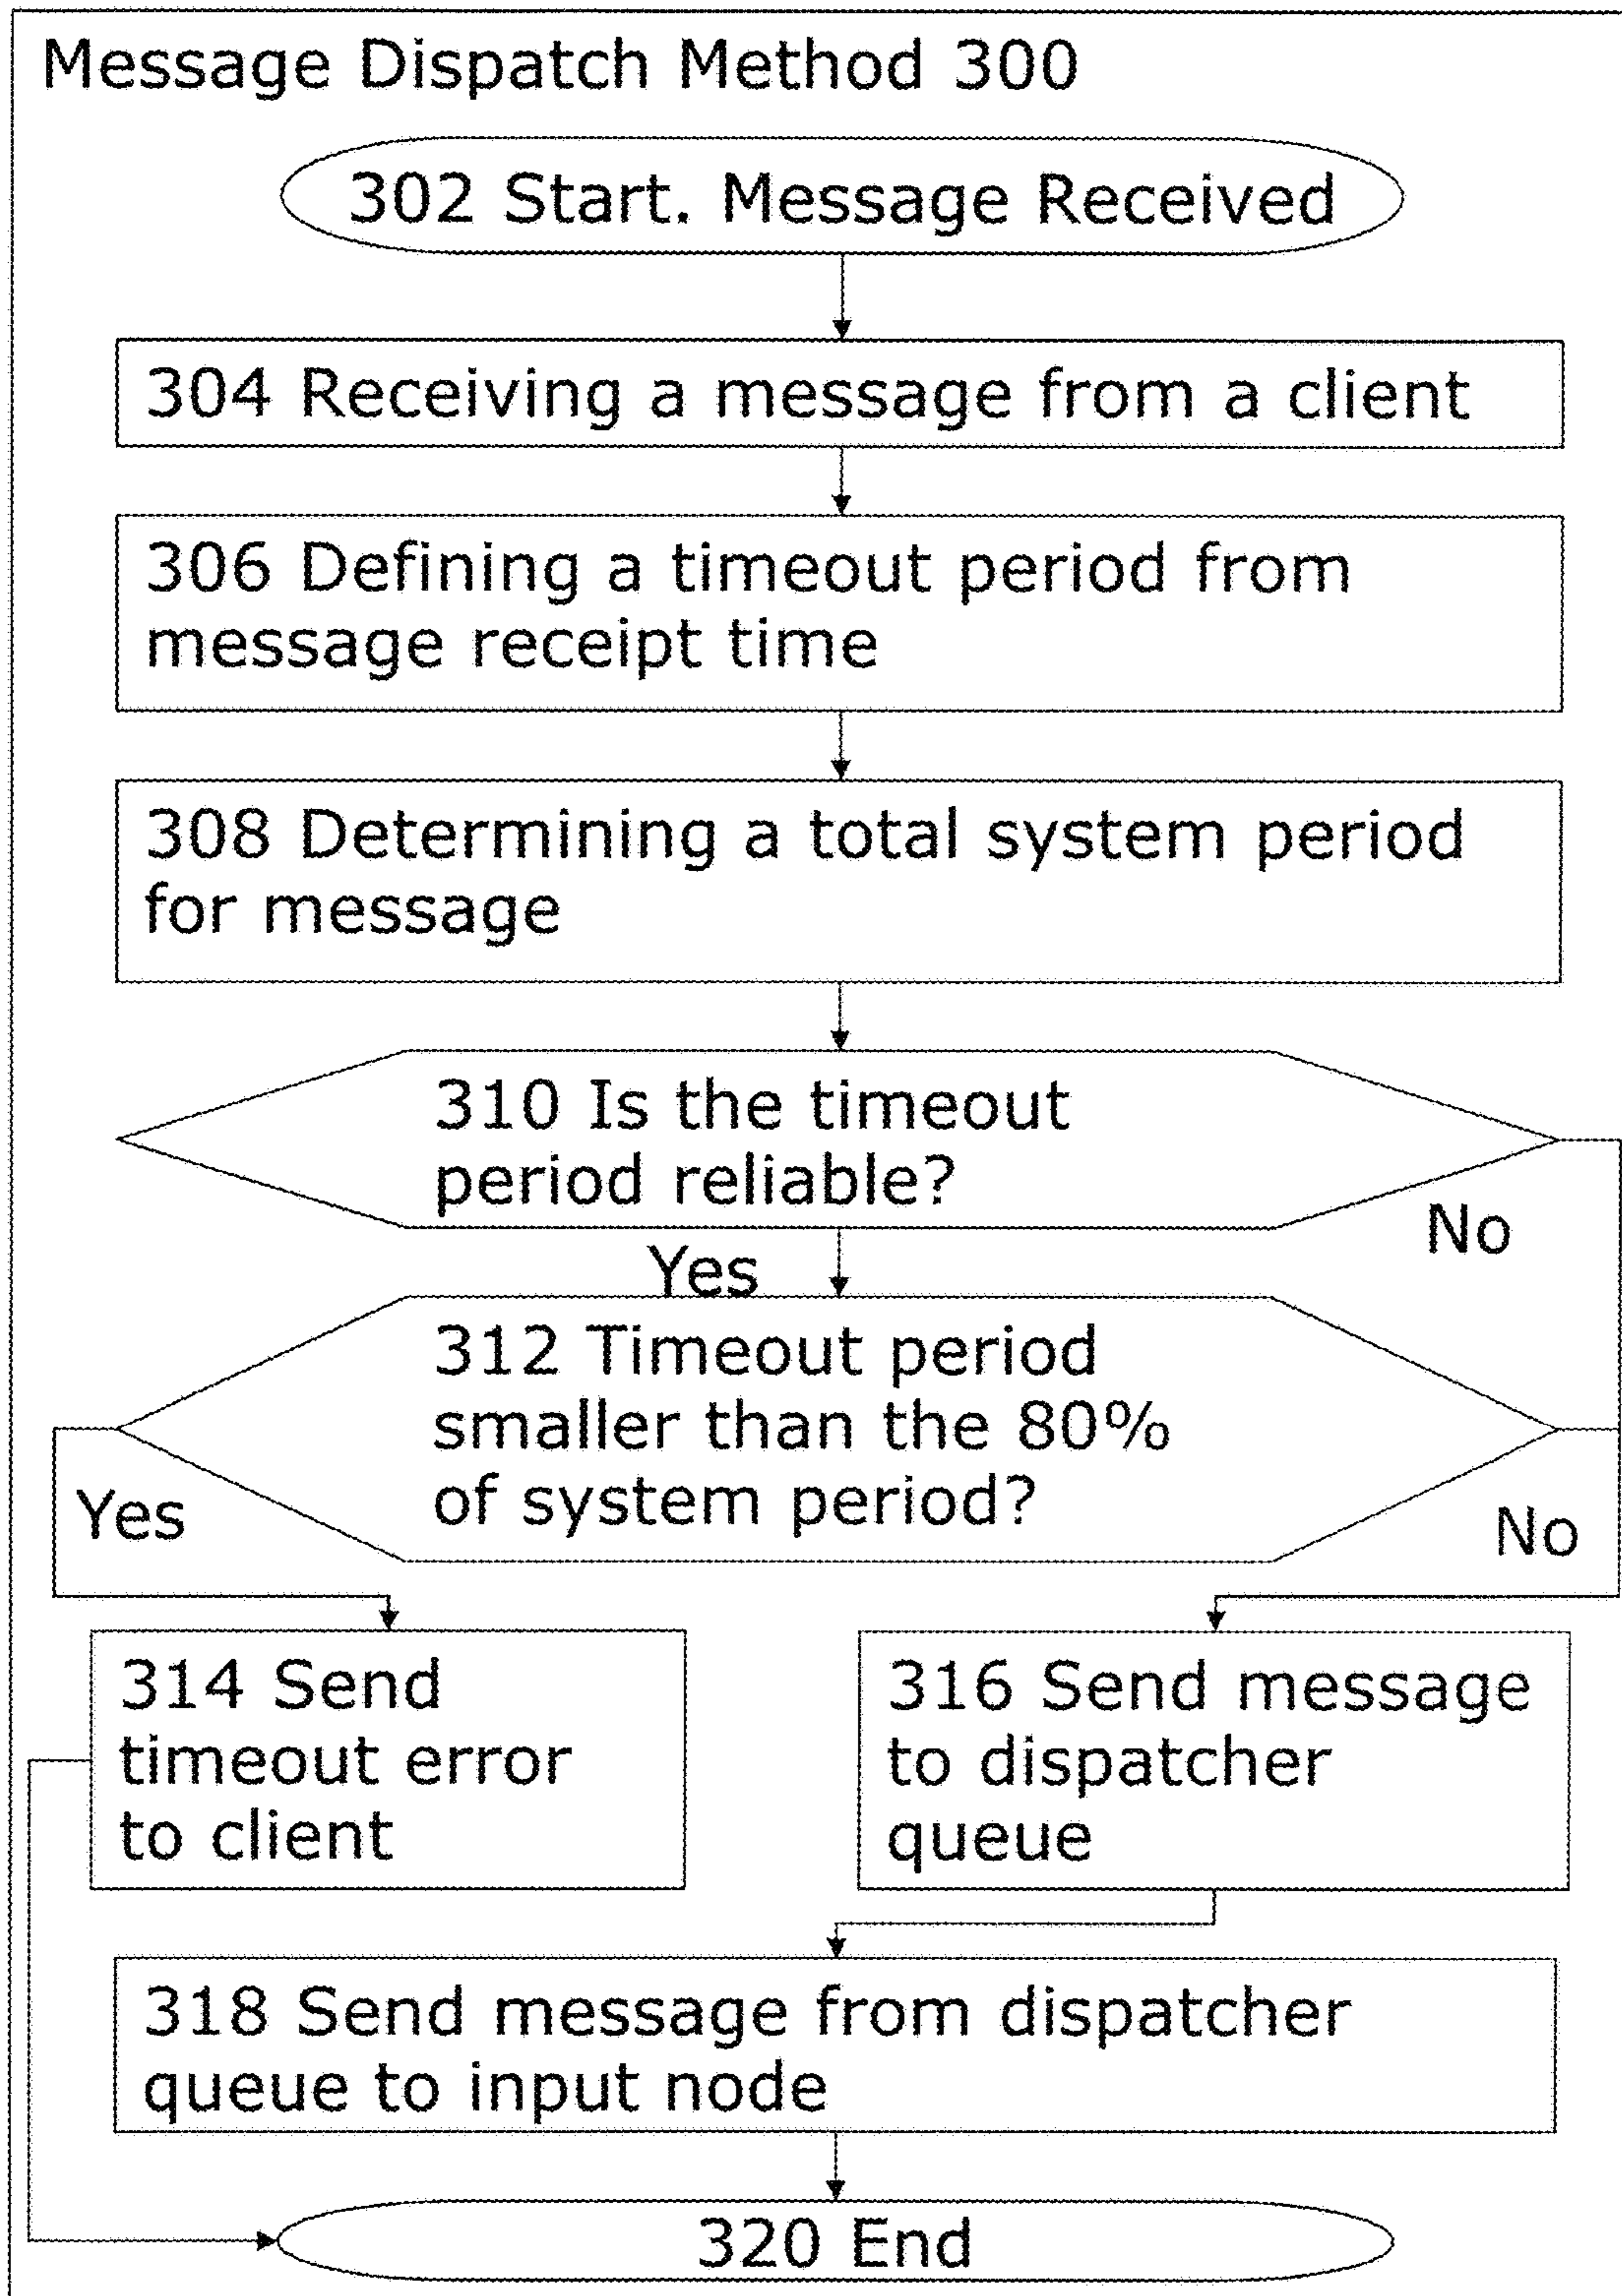 Message Dispatch Method 300
302 Start. Message Received
304 Receiving a message from a client
306 Defining a timeout period from
message receipt time
308 Determining a total system period
for message
310 Is the timeout
period reliable?
No
Yes
312 Timeout period
smaller than the 80%
of system period?
Yes
No
314 Send
timeout error
to client
316 Send message
to dispatcher
queue
318 Send message from dispatcher
queue to input node
320 End